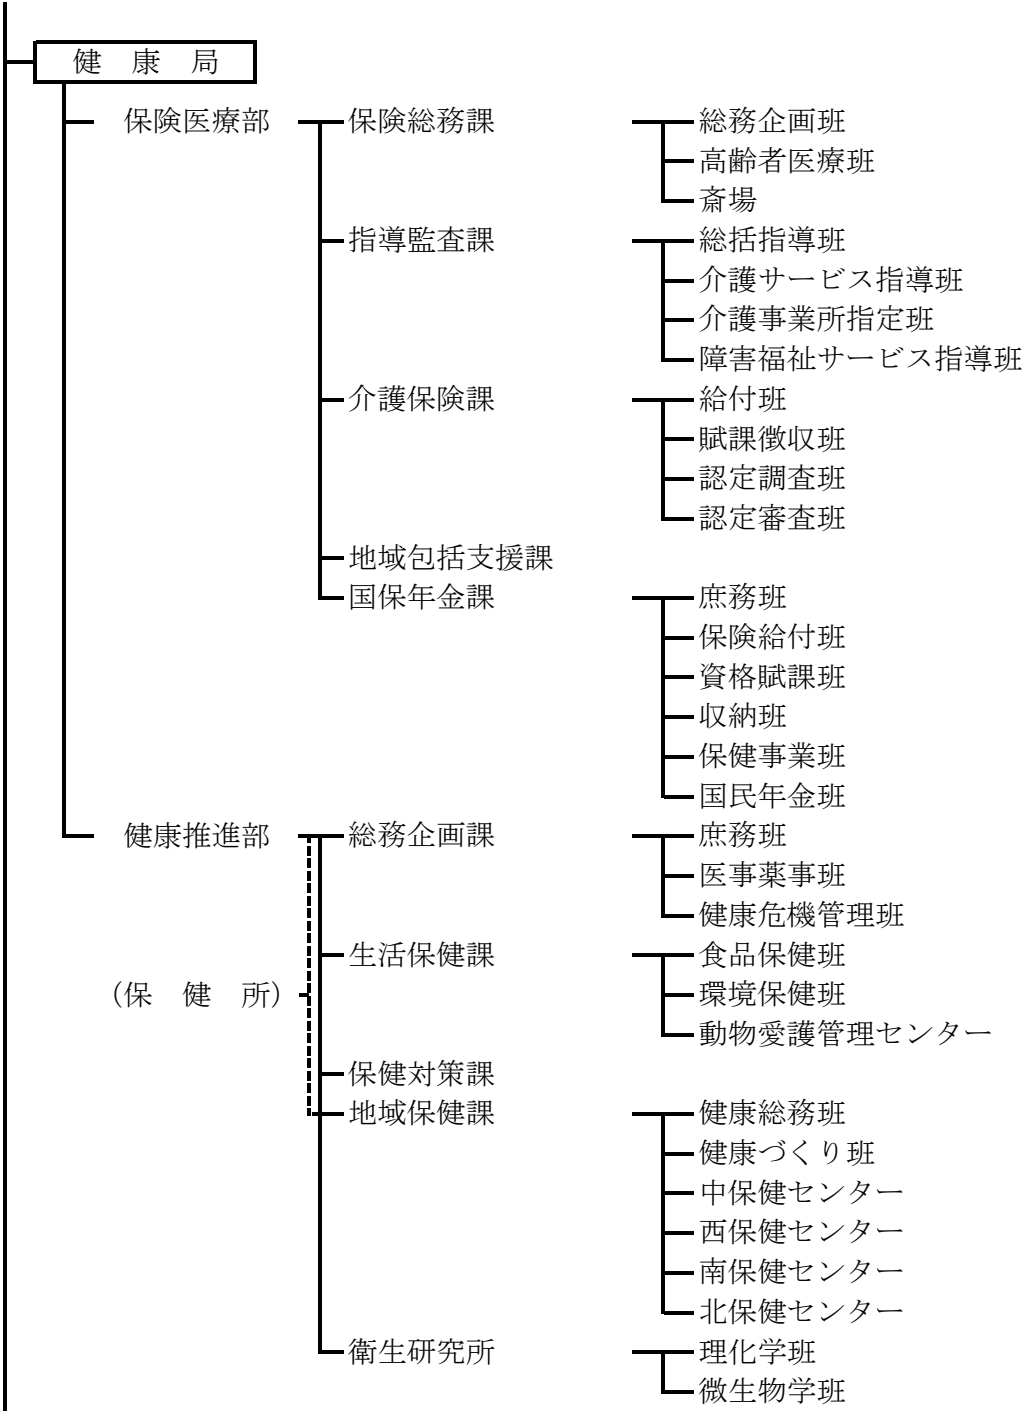 健　康　局
保険医療部　保険総務課　総務企画班
高齢者医療班
斎場
指導監査課　総括指導班
介護サービス指導班
介護事業所指定班
障害福祉サービス指導班
介護保険課　給付班
賦課徴収班
認定調査班
認定審査班
地域包括支援課
国保年金課　庶務班
保険給付班
資格賦課班
収納班
保健事業班
国民年金班
健康推進部　総務企画課　庶務班
医事薬事班
健康危機管理班
生活保健課　食品保健班
（保　健　所）　環境保健班
動物愛護管理センター
保健対策課
地域保健課　健康総務班
健康づくり班
中保健センター
西保健センター
南保健センター
北保健センター
衛生研究所　理化学班
微生物学班